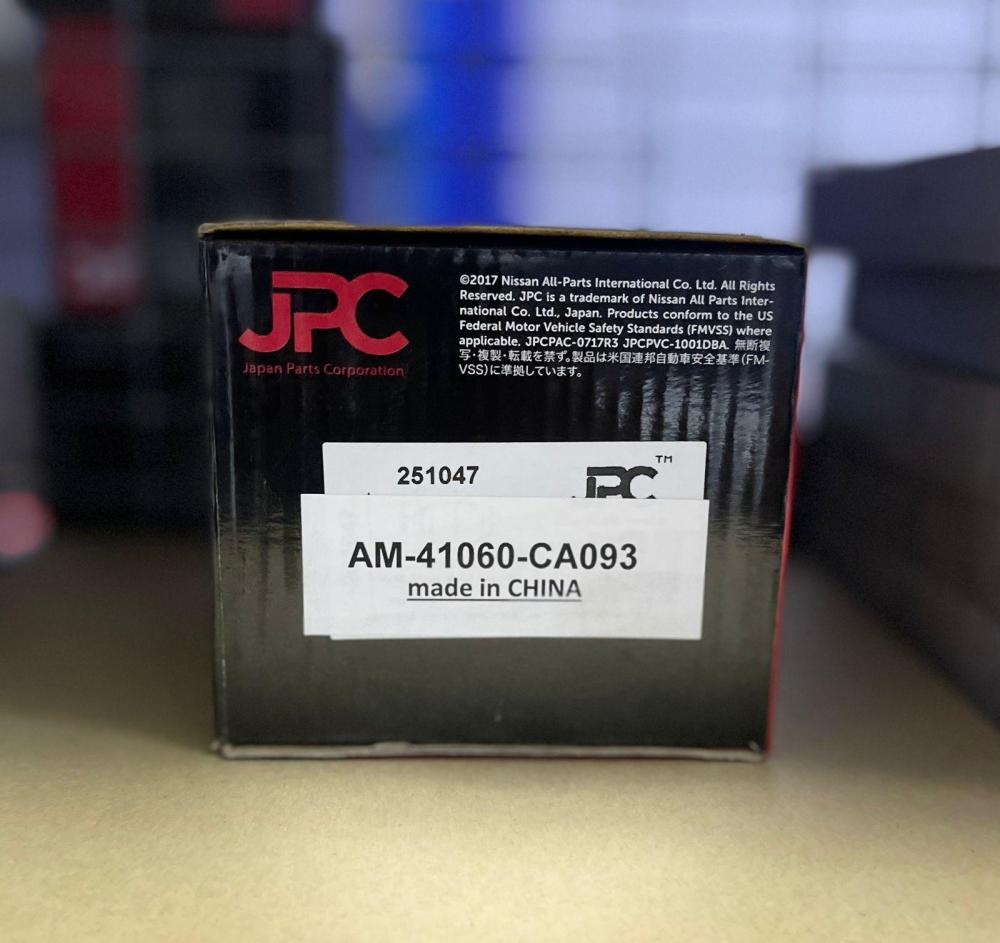 JPC
Japan Parts Corporation
©2017 Nissan All-Parts International Co. Ltd. All Rights
Reserved. JPC is a trademark of Nissan All Parts Inter-
national Co. Ltd., Japan. Products conform to the US
Federal Motor Vehicle Safety Standards (FMVSS) where
applicable. JPCPAC-0717R3 JPCPVC-1001DBA. 無断複
写・複製・転載を禁ず。製品は米国連邦自動車安全基準(FM-
VSS)に準拠しています。
251047
JPC TM
AM-41060-CA093
made in CHINA